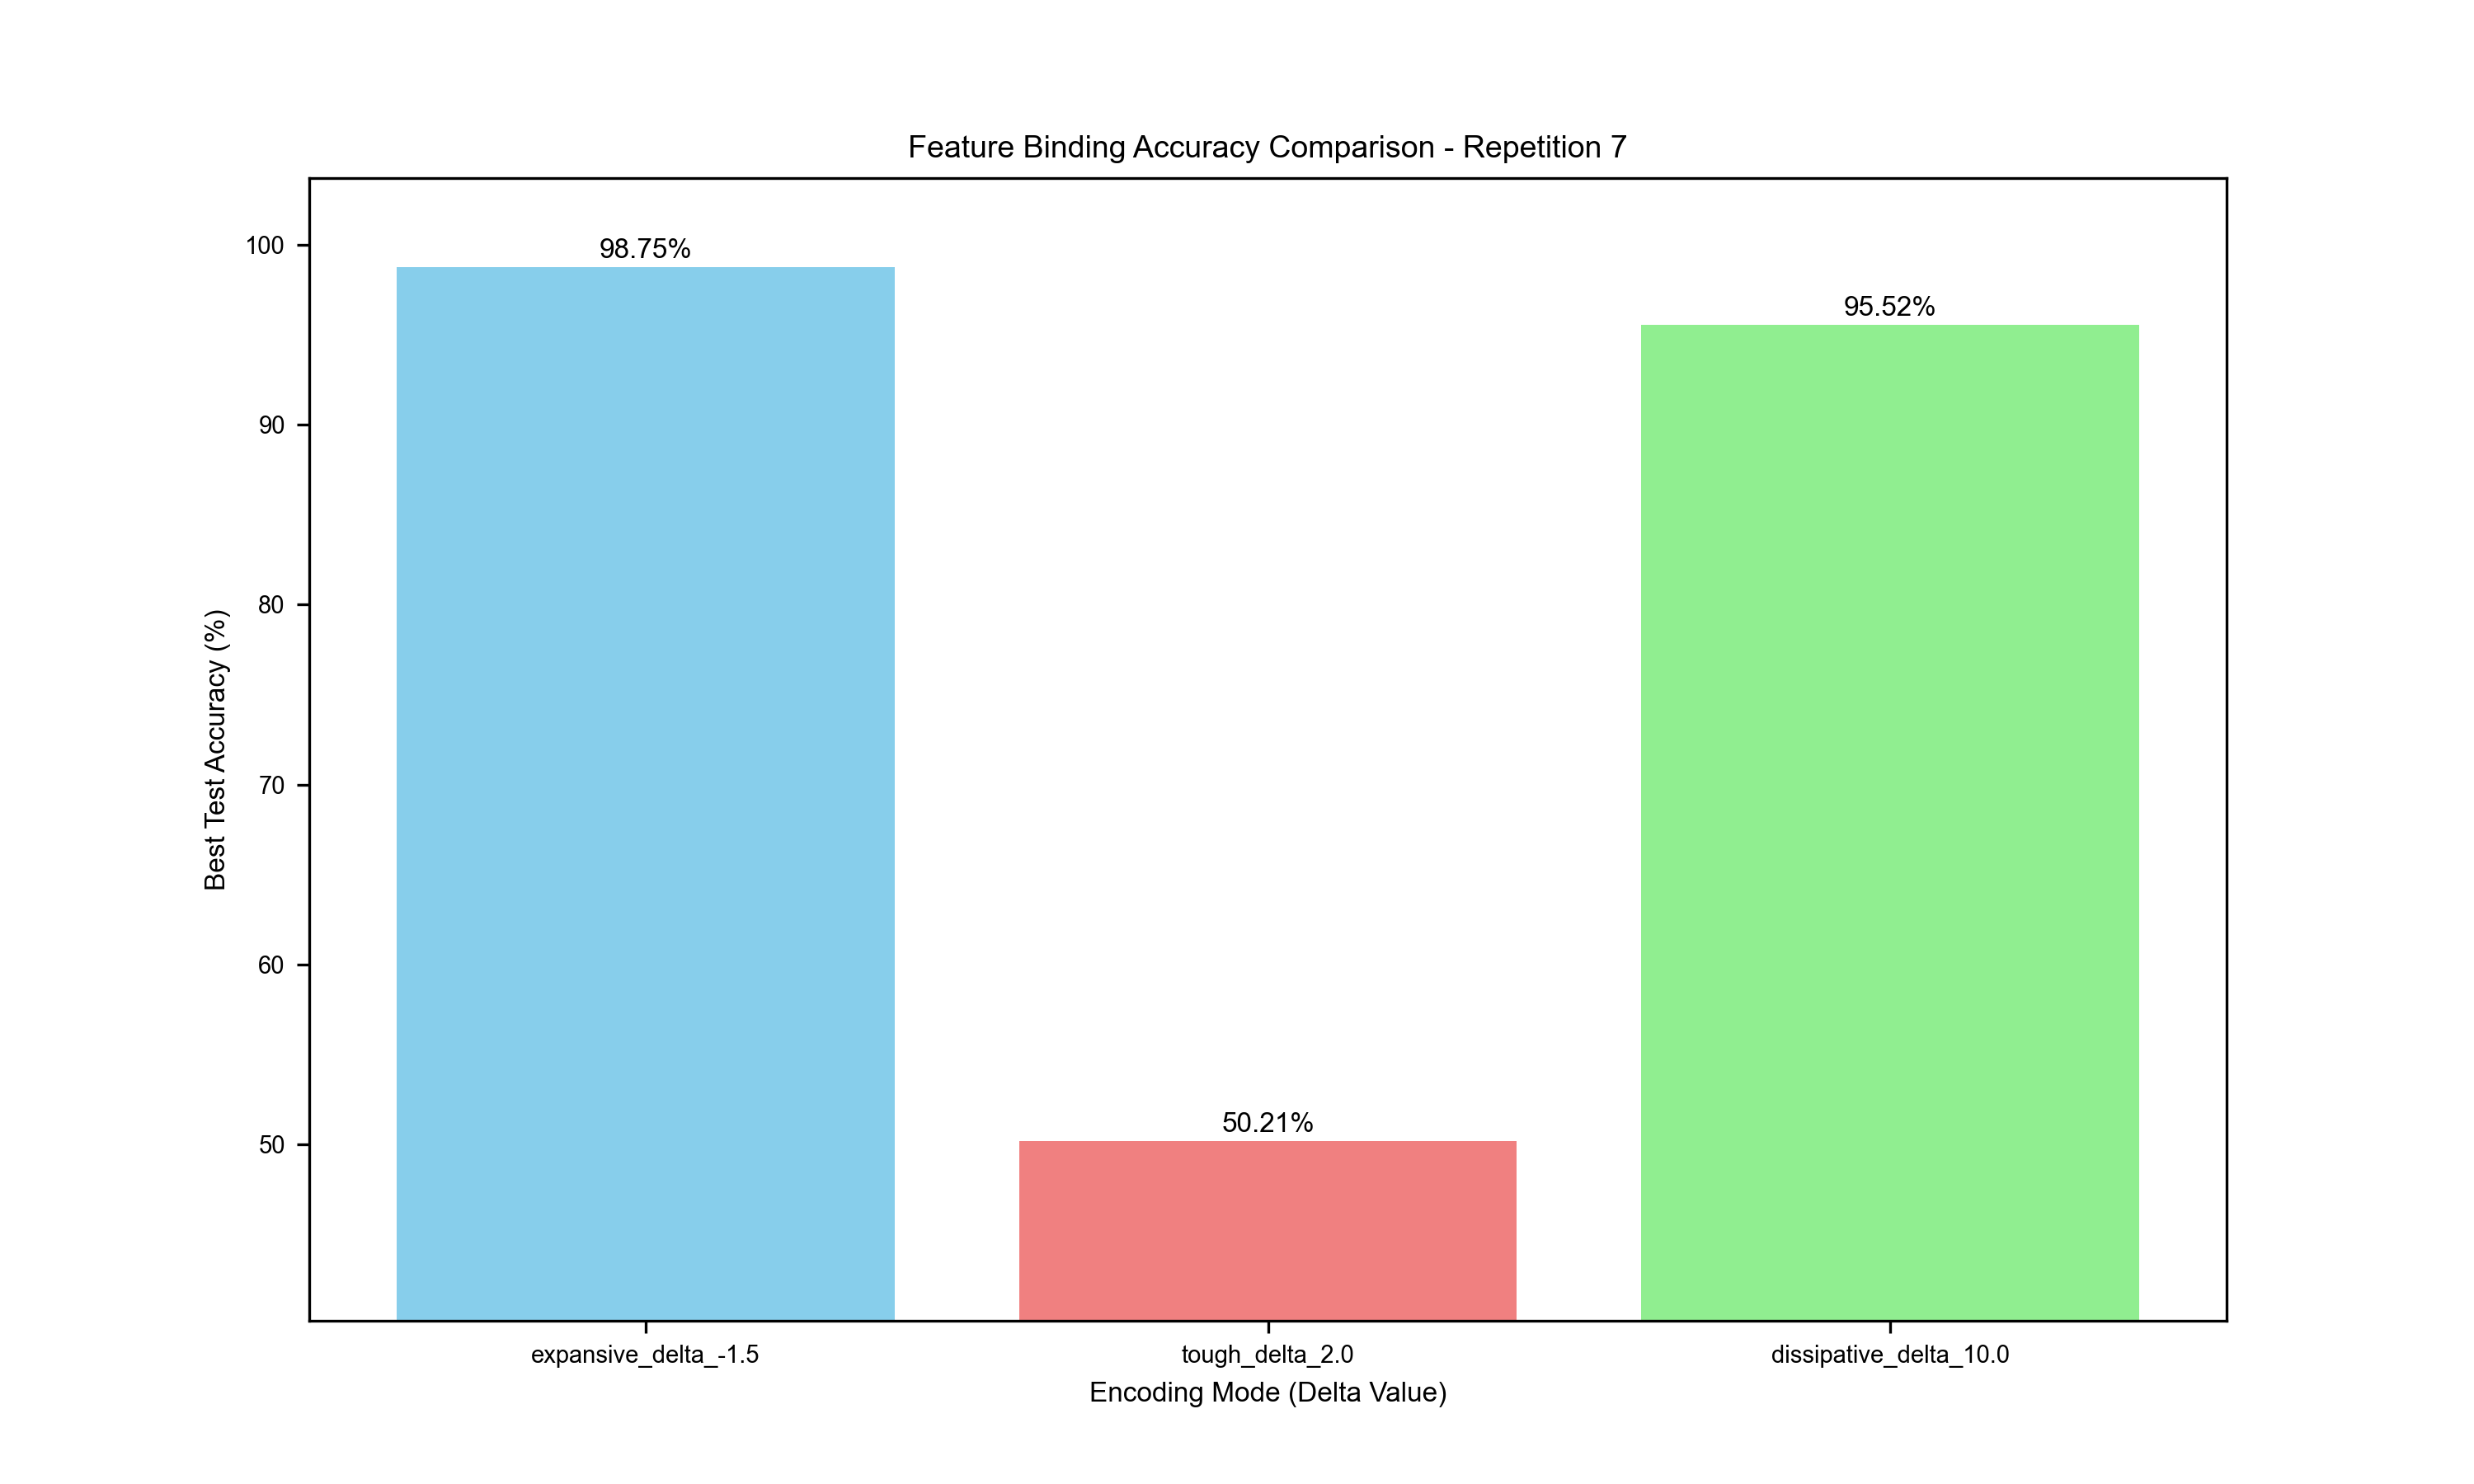 Feature Binding Accuracy Comparison - Repetition 7
98.75%
50.21%
95.52%
100
90
80
70
60
50
Best Test Accuracy (%)
expansive_delta_-1.5
tough_delta_2.0
dissipative_delta_10.0
Encoding Mode (Delta Value)